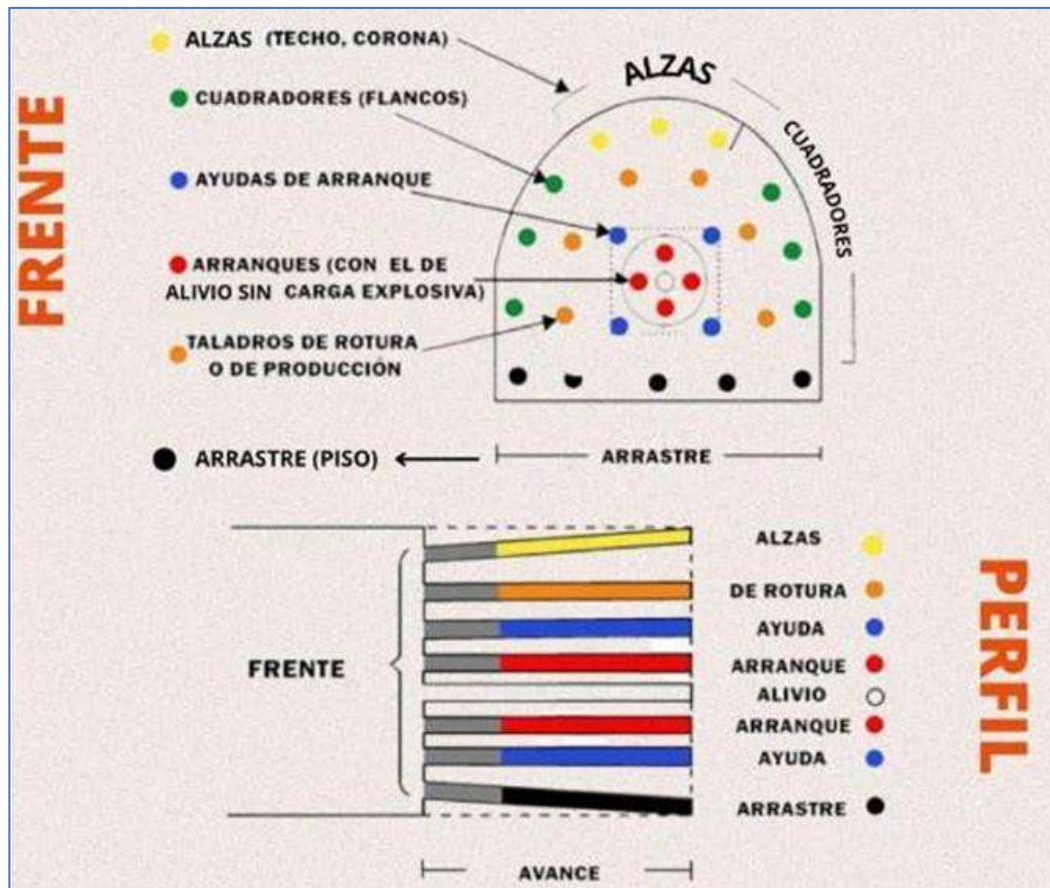 FRENTE
ALZAS (TECHO, CORONA)
CUADRADORES (FLANCOS)
AYUDAS DE ARRANQUE
ARRANQUES (CON EL DE
ALIVIO SIN CARGA EXPLOSIVA)
TALADROS DE ROTURA
O DE PRODUCCIÓN
ARRASTRE (PISO)
ALZAS
CUADRADORES
ARRASTRE
PERFIL
FRENTE
ALZAS
DE ROTURA
AYUDA
ARRANQUE
ALIVIO
ARRANQUE
AYUDA
ARRASTRE
AVANCE